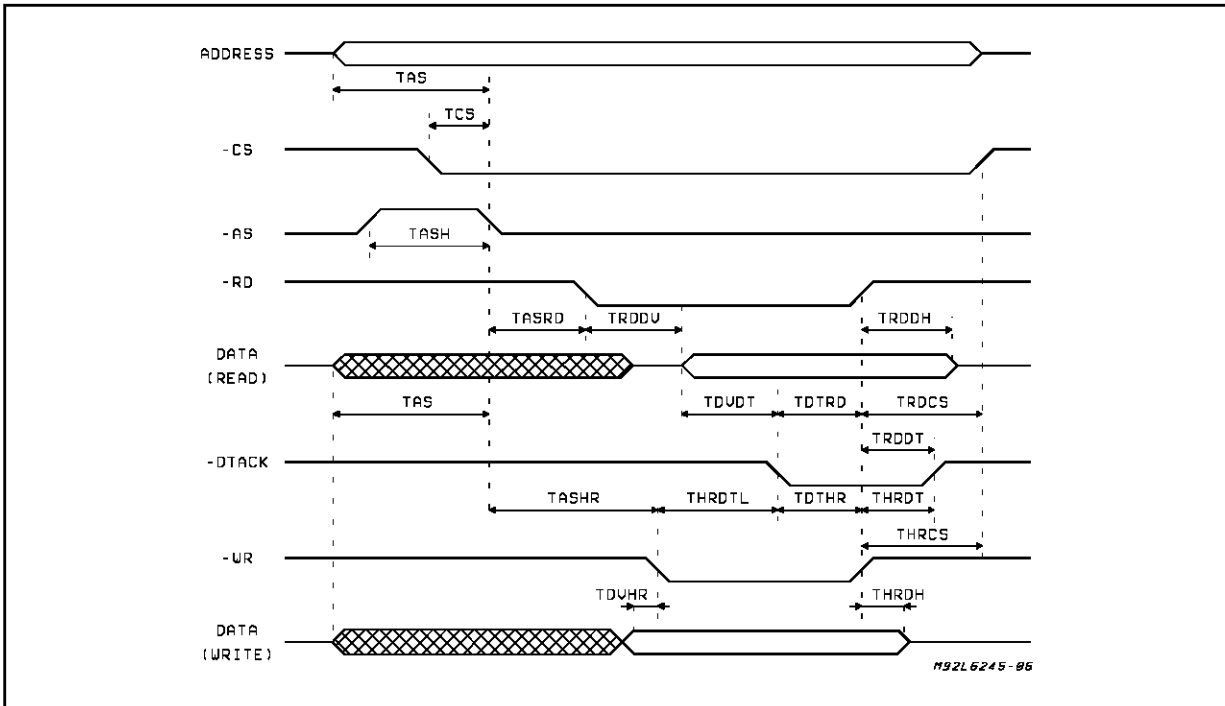 ADDRESS
TAS
TCS
-CS
-AS
TASH
-RD
TASRD TRDDV TRDDH
DATA
(READ)
TAS TDVDT TDTRD TRDCS
TRDDT
-DTACK
TASHR THRDTL TDTHR THRDT
THRCS
-WR
TDVHR THRDH
DATA
(WRITE)
M92L6245-06